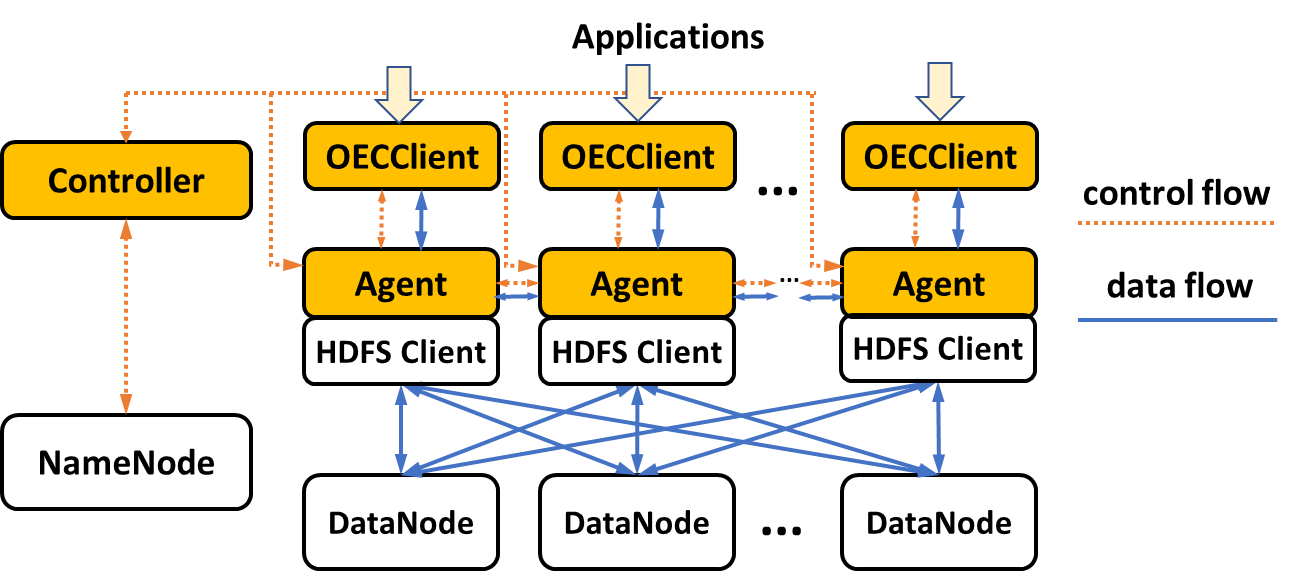 Applications
OECClient
OECClient
OECClient
Controller
...
control flow
Agent
Agent
...
Agent
data flow
HDFS Client
HDFS Client
HDFS Client
NameNode
DataNode
DataNode
...
DataNode